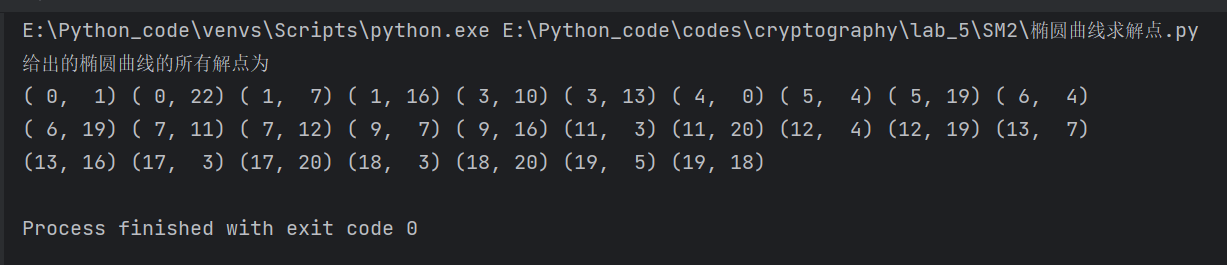 E:\Python_code\venvs\Scripts\python.exe E:\Python_code\codes\cryptography\lab_5\SM2\椭圆曲线求解点.py
给出的椭圆曲线的所有解点为
( 0,  1) ( 0, 22) ( 1,  7) ( 1, 16) ( 3, 10) ( 3, 13) ( 4,  0) ( 5,  4) ( 5, 19) ( 6,  4)
( 6, 19) ( 7, 11) ( 7, 12) ( 9,  7) ( 9, 16) (11,  3) (11, 20) (12,  4) (12, 19) (13,  7)
(13, 16) (17,  3) (17, 20) (18,  3) (18, 20) (19,  5) (19, 18)
Process finished with exit code 0